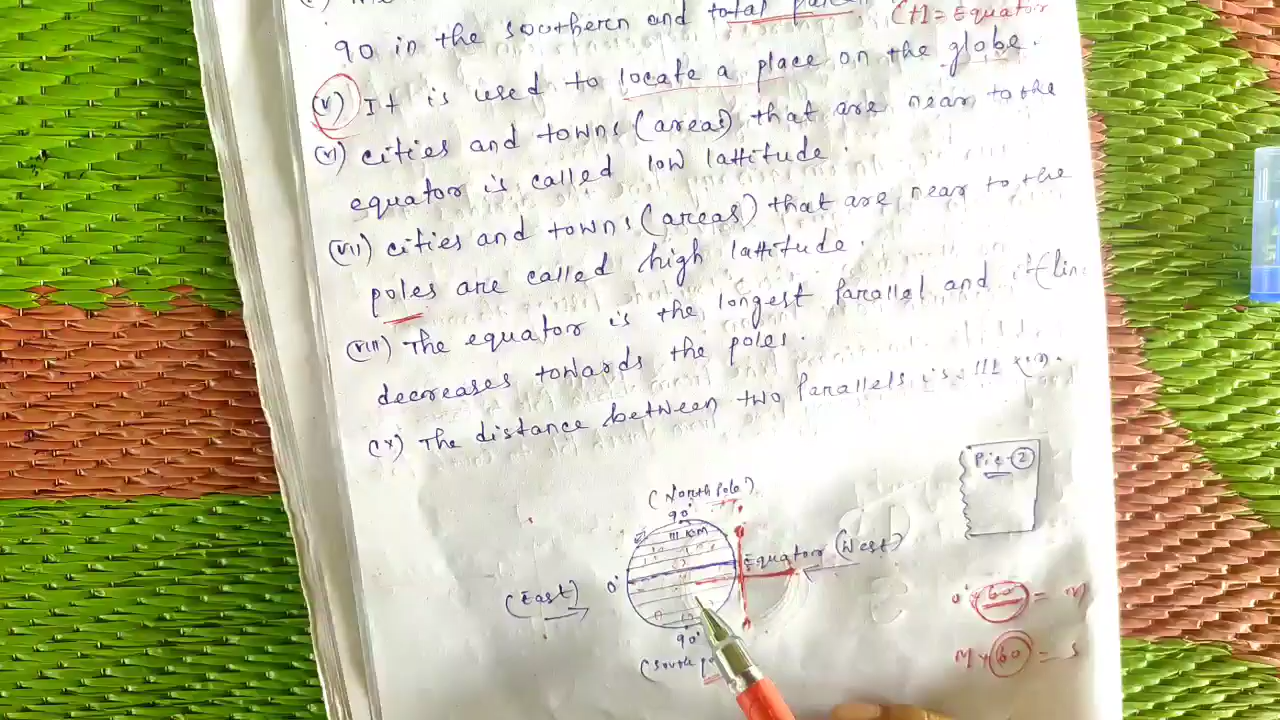 90 in the southern and total
(+1 = Equator
(v) It is used to locate a place on the globe.
(vi) cities and towns (areas) that are near to the
equator is called low lattitude.
(vii) cities and towns (areas) that are near to the
poles are called high lattitude.
(viii) The equator is the longest parallel and
decreases towards the poles.
(ix) The distance between two parallels is 111 km.
Pic-2
(North Pole)
90°
111 KM
Equator (West)
(East) 0°
90°
(South
0° 60 = M
M × 60 = S